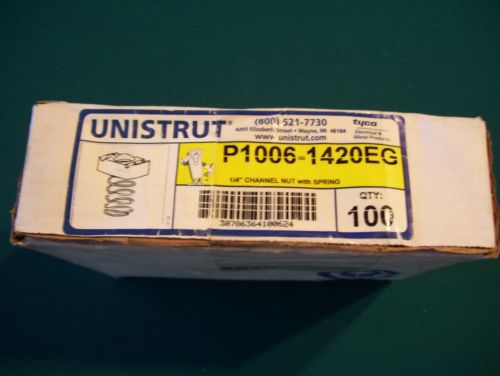 UNISTRUT®
(800) 521-7730
4205 Elizabeth Street • Wayne, MI 48184
www.unistrut.com
tyco
Electrical &
Metal Products
P1006-1420EG
1/4" CHANNEL NUT with SPRING
30786364100624
QTY:
100